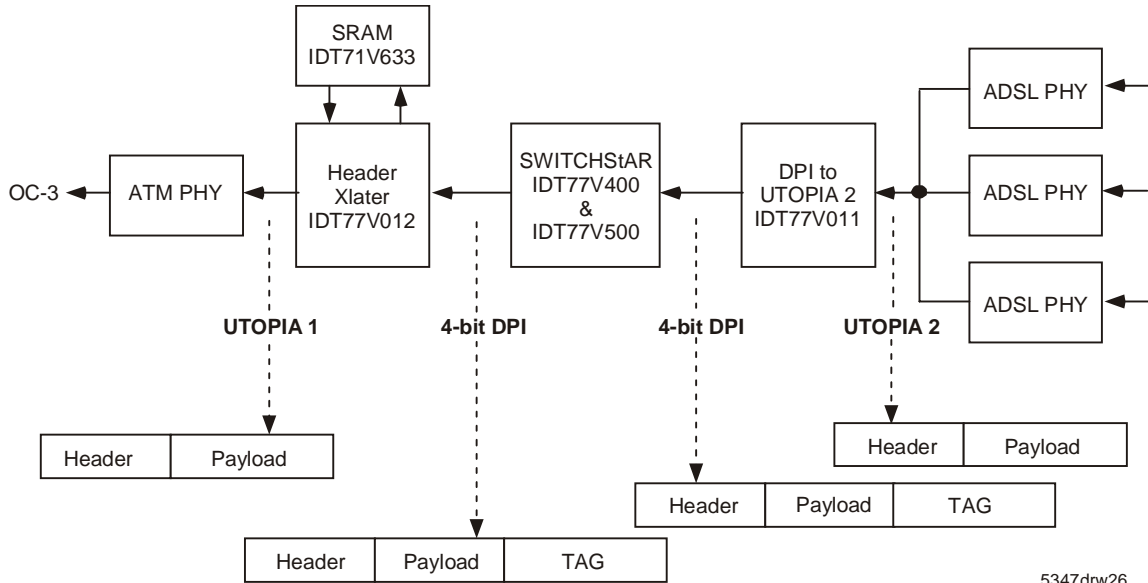 SRAM
IDT71V633
OC-3
ATM PHY
Header
Xlater
IDT77V012
SWITCHStAR
IDT77V400
&
IDT77V500
DPI to
UTOPIA 2
IDT77V011
ADSL PHY
ADSL PHY
ADSL PHY
UTOPIA 1
4-bit DPI
4-bit DPI
UTOPIA 2
Header Payload
Header Payload
Header Payload TAG
Header Payload TAG
5347drw26